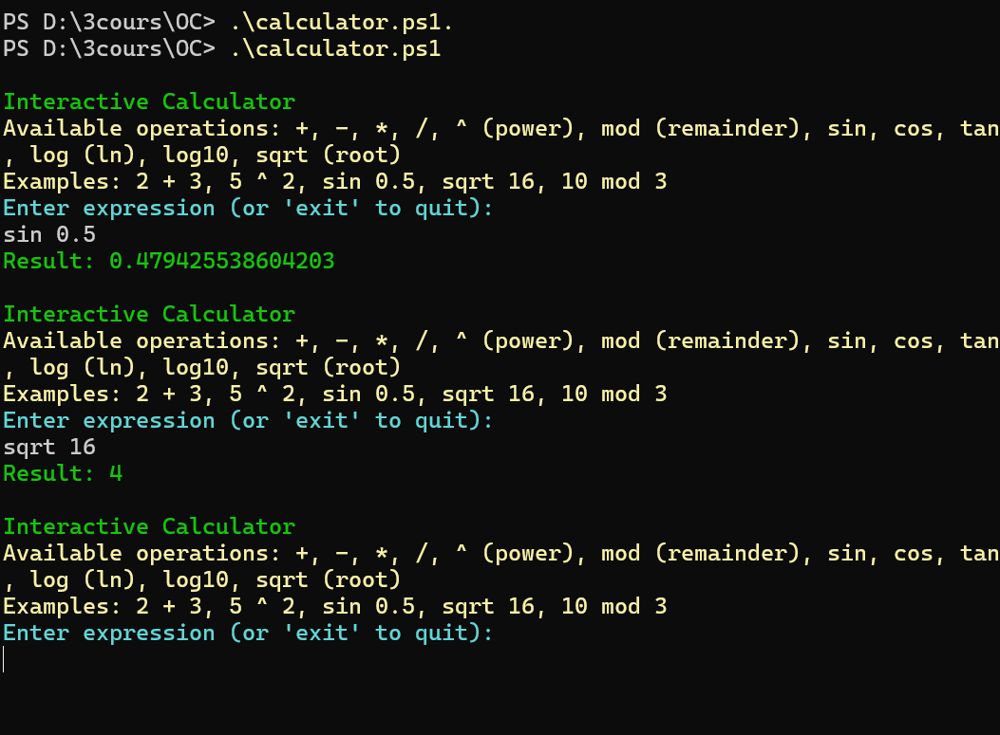 PS D:\3cours\OC> .\calculator.ps1.
PS D:\3cours\OC> .\calculator.ps1
Interactive Calculator
Available operations: +, -, *, /, ^ (power), mod (remainder), sin, cos, tan
, log (ln), log10, sqrt (root)
Examples: 2 + 3, 5 ^ 2, sin 0.5, sqrt 16, 10 mod 3
Enter expression (or 'exit' to quit):
sin 0.5
Result: 0.479425538604203
Interactive Calculator
Available operations: +, -, *, /, ^ (power), mod (remainder), sin, cos, tan
, log (ln), log10, sqrt (root)
Examples: 2 + 3, 5 ^ 2, sin 0.5, sqrt 16, 10 mod 3
Enter expression (or 'exit' to quit):
sqrt 16
Result: 4
Interactive Calculator
Available operations: +, -, *, /, ^ (power), mod (remainder), sin, cos, tan
, log (ln), log10, sqrt (root)
Examples: 2 + 3, 5 ^ 2, sin 0.5, sqrt 16, 10 mod 3
Enter expression (or 'exit' to quit):